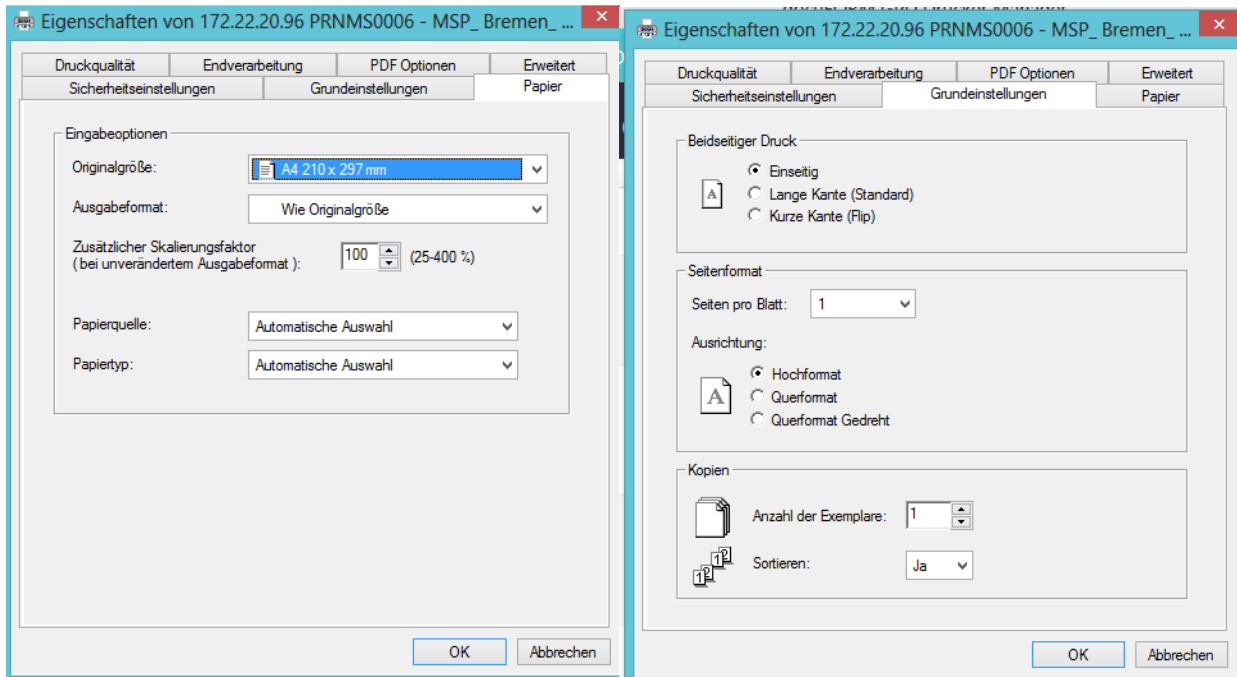 Eigenschaften von 172.22.20.96 PRNMS0006 - MSP_ Bremen_ ...
Druckqualität Endverarbeitung PDF Optionen Erweitert
Sicherheitseinstellungen Grundeinstellungen Papier
Eingabeoptionen
Originalgröße: A4 210 x 297 mm
Ausgabeformat: Wie Originalgröße
Zusätzlicher Skalierungsfaktor
( bei unverändertem Ausgabeformat ): 100 (25-400 %)
Papierquelle: Automatische Auswahl
Papiertyp: Automatische Auswahl
OK Abbrechen
Eigenschaften von 172.22.20.96 PRNMS0006 - MSP_ Bremen_ ...
Druckqualität Endverarbeitung PDF Optionen Erweitert
Sicherheitseinstellungen Grundeinstellungen Papier
Beidseitiger Druck
A
Einseitig
Lange Kante (Standard)
Kurze Kante (Flip)
Seitenformat
Seiten pro Blatt: 1
Ausrichtung:
A
Hochformat
Querformat
Querformat Gedreht
Kopien
Anzahl der Exemplare: 1
1 2 1 2 Sortieren: Ja
OK Abbrechen